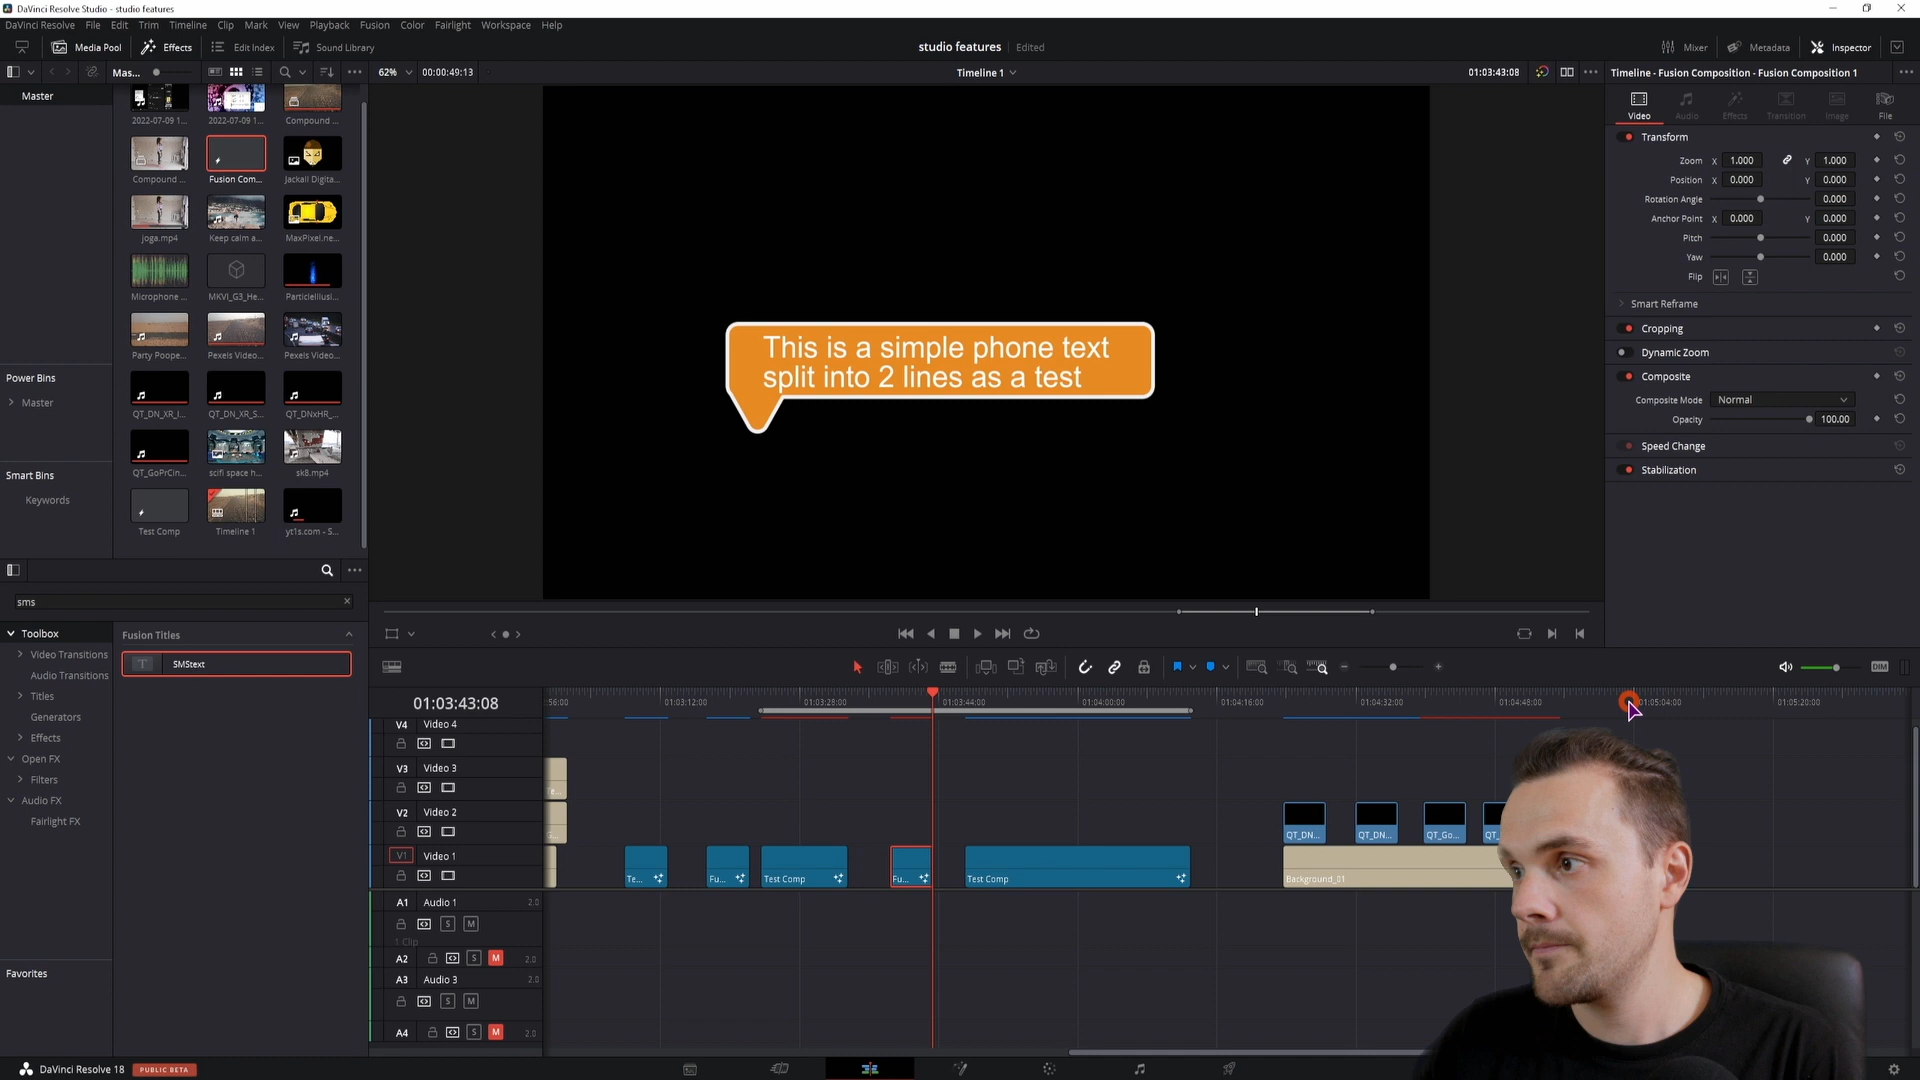 DaVinci Resolve Studio - studio features
DaVinci Resolve File Edit Trim Timeline Clip Mark View Playback Fusion Color Fairlight Workspace Help
Media Pool Effects Edit Index Sound Library
studio features Edited
Mixer Metadata Inspector
Mas...
62% 00:00:49:13
Timeline 1
01:03:43:08
Timeline - Fusion Composition - Fusion Composition 1
Master
2022-07-09 1... 2022-07-09 1... Compound ...
Compound ... Fusion Com... Jackall Digita...
joga.mp4 Keep calm a... MaxPixel.ne...
Microphone ... MKVI_G3_He... ParticleIllusi...
Party Poope... Pexels Video... Pexels Video...
QT_DN_XR_I... QT_DN_XR_S... QT_DNxHR_...
QT_GoPrCin... scifi space h... sk8.mp4
Test Comp Timeline 1 yt1s.com - S...
Power Bins
Master
Smart Bins
Keywords
This is a simple phone text
split into 2 lines as a test
Video Audio Effects Transition Image File
Transform
Zoom X 1.000 Y 1.000
Position X 0.000 Y 0.000
Rotation Angle 0.000
Anchor Point X 0.000 Y 0.000
Pitch 0.000
Yaw 0.000
Flip
Smart Reframe
Cropping
Dynamic Zoom
Composite
Composite Mode Normal
Opacity 100.00
Speed Change
Stabilization
sms
Toolbox
Video Transitions
Audio Transitions
Titles
Generators
Effects
Open FX
Filters
Audio FX
Fairlight FX
Favorites
Fusion Titles
T SMStext
DIM
01:03:43:08
:56:00 01:03:12:00 01:03:28:00 01:03:44:00 01:04:00:00 01:04:16:00 01:04:32:00 01:04:48:00 01:05:04:00 01:05:20:00
V4 Video 4
V3 Video 3
Te...
V2 Video 2
QT_DN... QT_DN... QT_Go... QT_
V1 Video 1
Te... Fu... Test Comp Fu... Test Comp Background_01
A1 Audio 1 2.0
S M
1 Clip
A2 S M 2.0
A3 Audio 3 2.0
S M
A4 S M 2.0
DaVinci Resolve 18 PUBLIC BETA